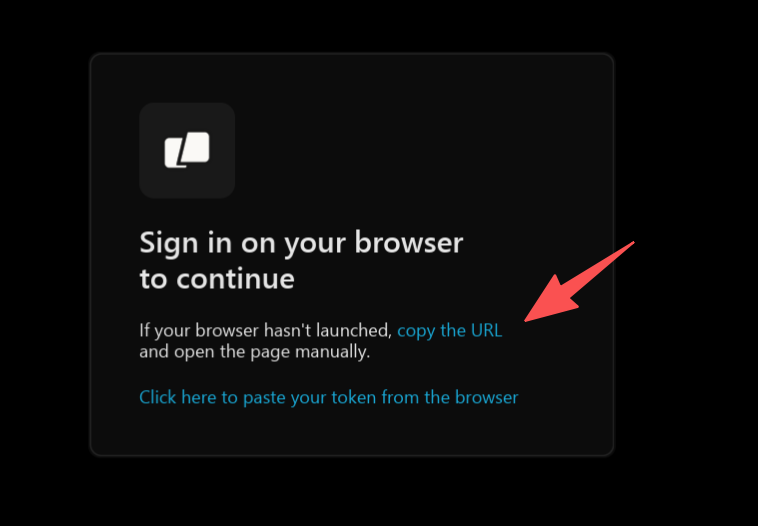 Sign in on your browser
to continue
If your browser hasn't launched, copy the URL
and open the page manually.
Click here to paste your token from the browser